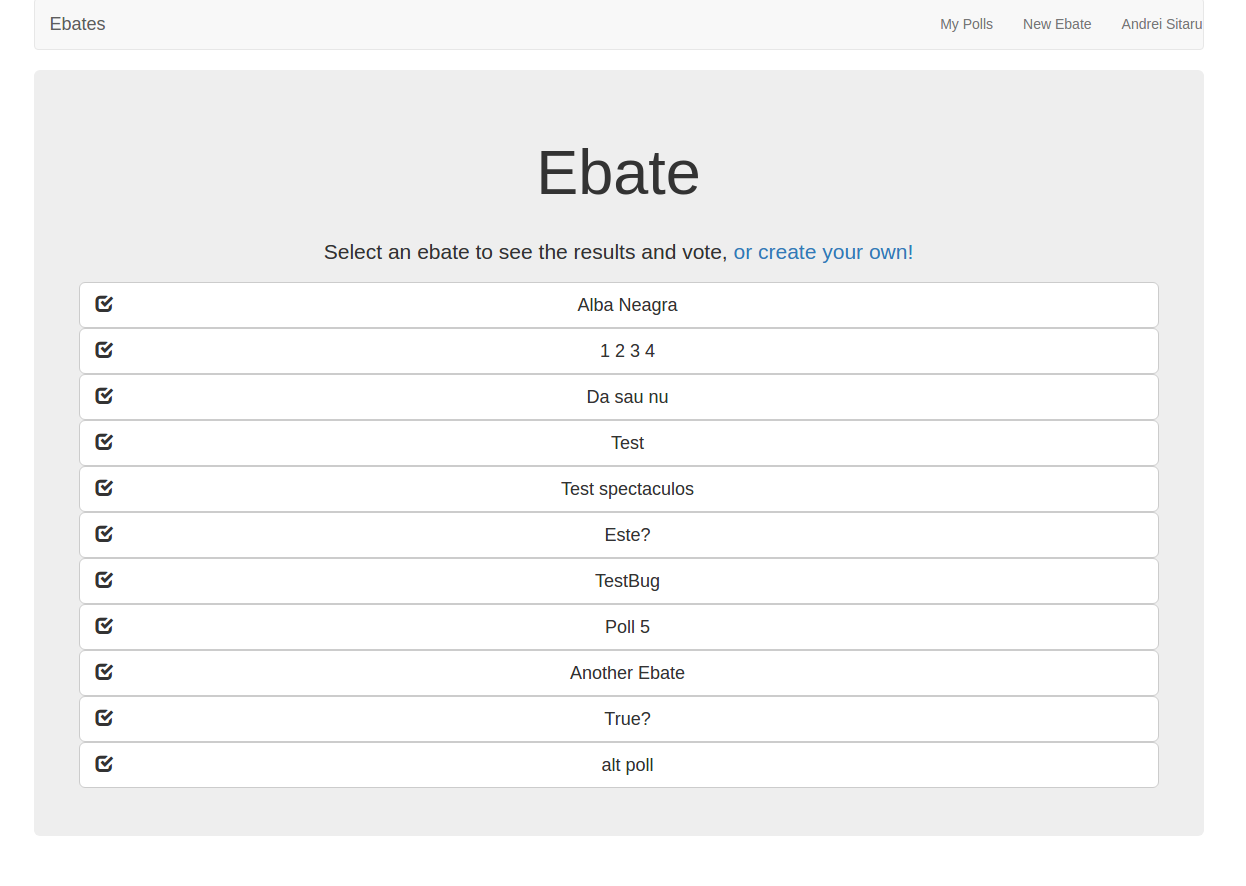 Ebates
My Polls
New Ebate
Andrei Sitaru
Ebate
Select an ebate to see the results and vote, or create your own!
Alba Neagra
1 2 3 4
Da sau nu
Test
Test spectaculos
Este?
TestBug
Poll 5
Another Ebate
True?
alt poll